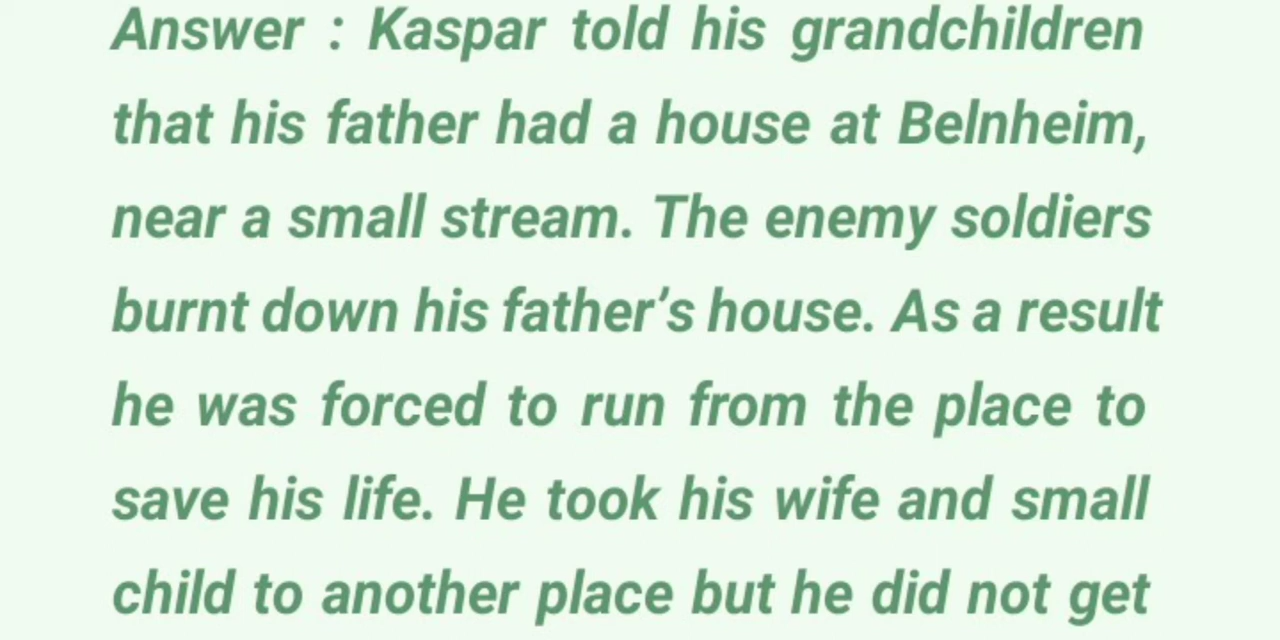 Answer : Kaspar told his grandchildren
that his father had a house at Belnheim,
near a small stream. The enemy soldiers
burnt down his father’s house. As a result
he was forced to run from the place to
save his life. He took his wife and small
child to another place but he did not get